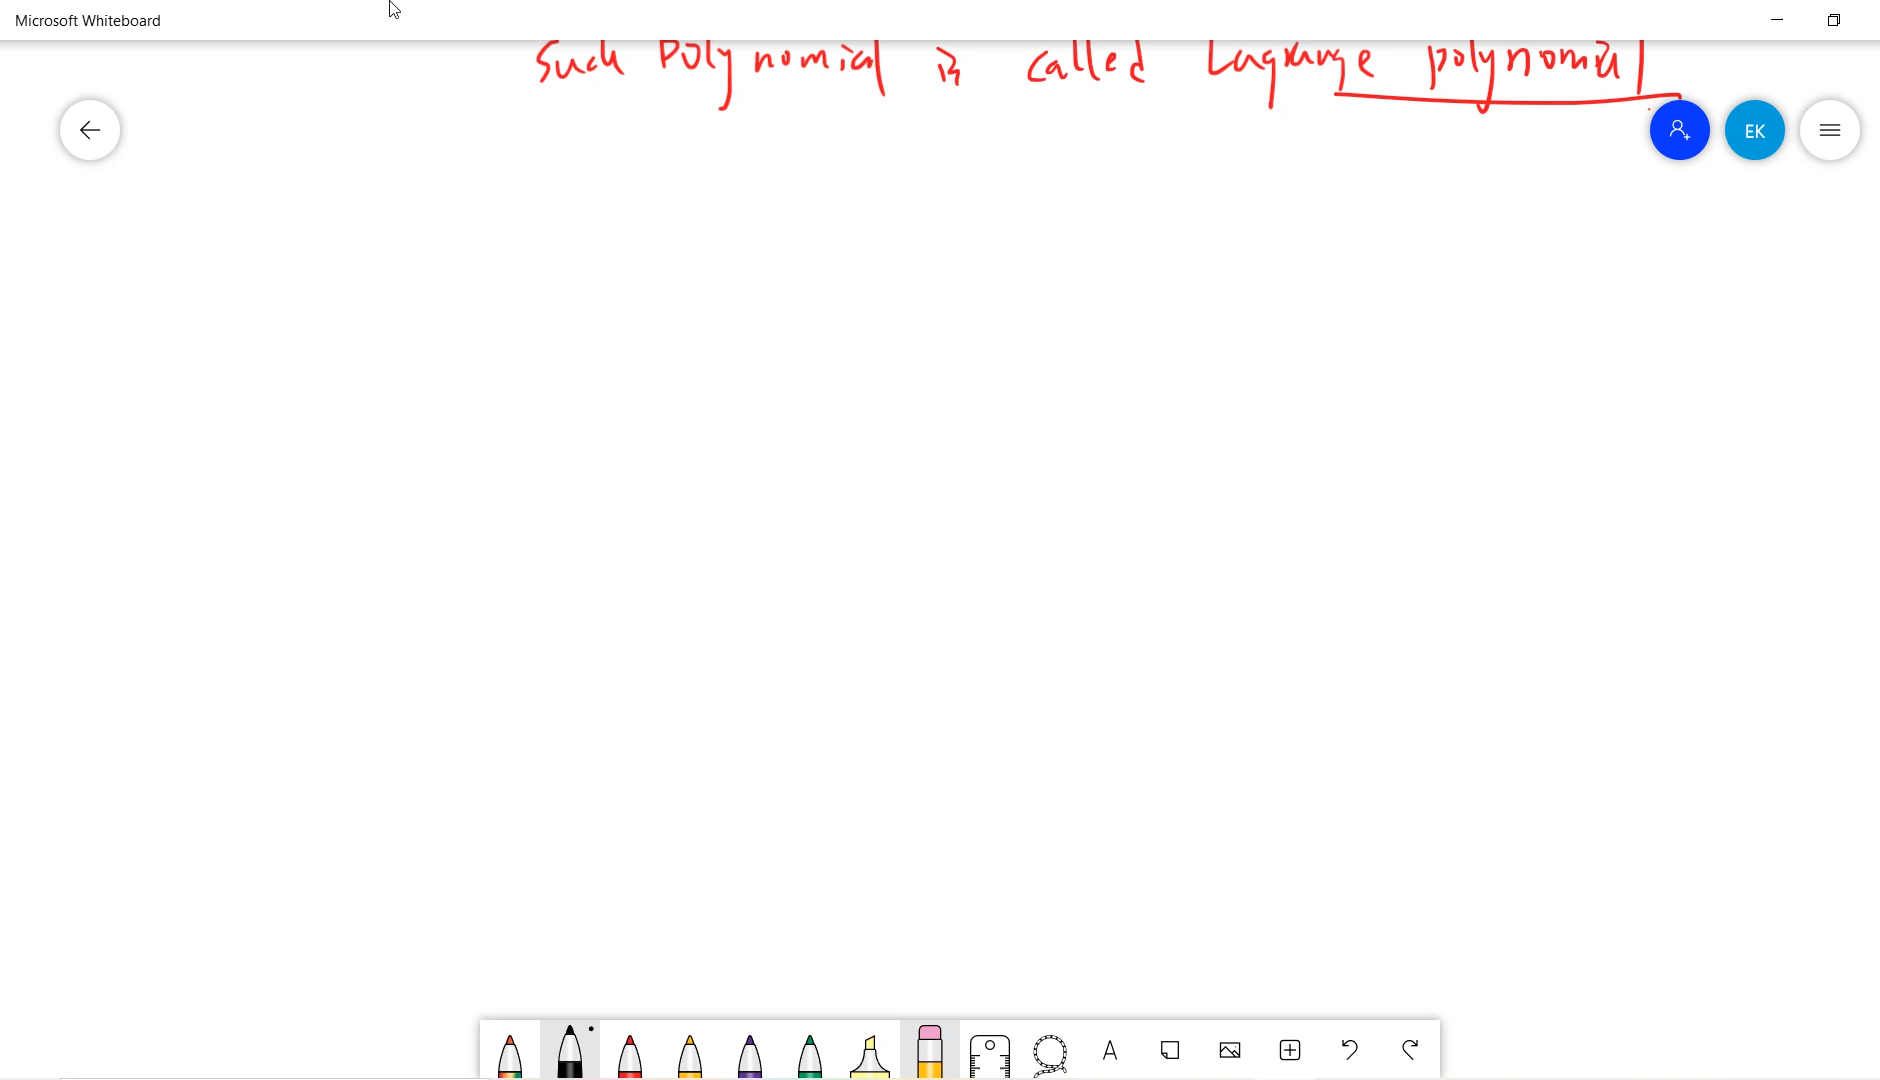 Microsoft Whiteboard
Such Polynomial is called Lagrange polynomial
EK
A